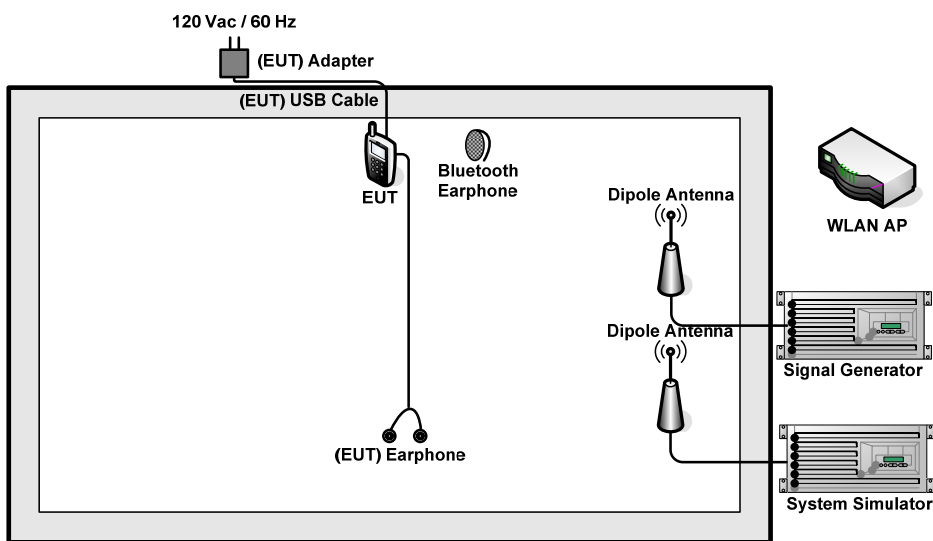 120 Vac / 60 Hz
(EUT) Adapter
(EUT) USB Cable
EUT
Bluetooth
Earphone
Dipole Antenna
WLAN AP
Dipole Antenna
Signal Generator
(EUT) Earphone
System Simulator